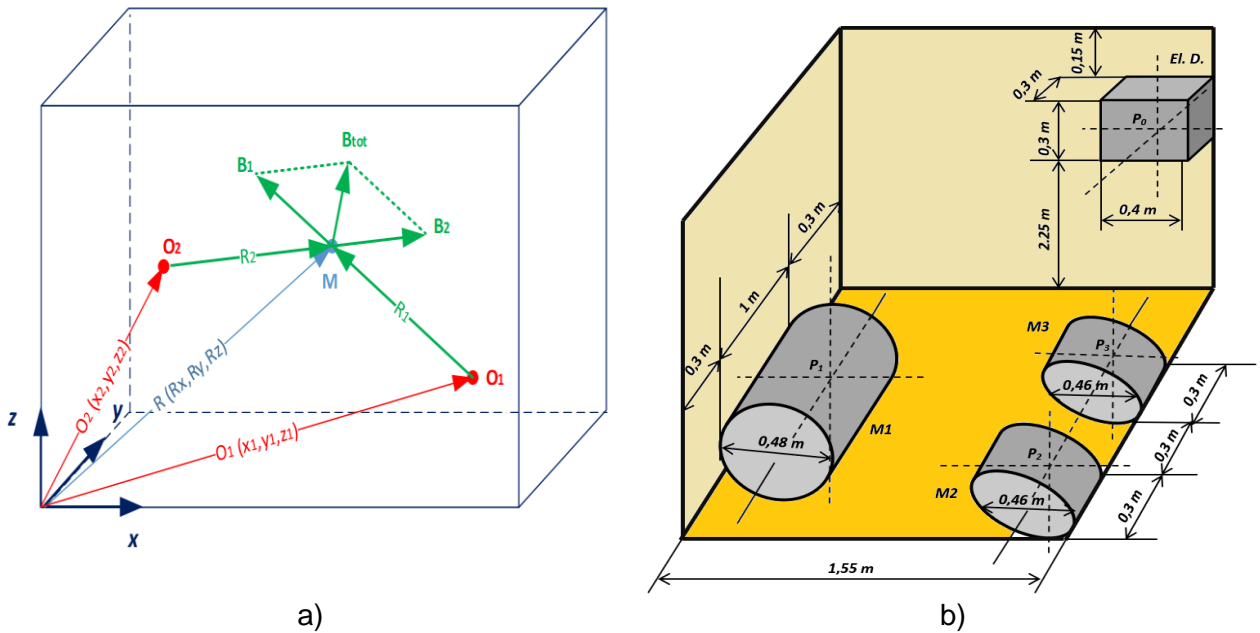 Btot
B1
B2
O2
R2
M
R1
O1
O2 (x2,y2,z2)
R (Rx,Ry,Rz)
O1 (x1,y1,z1)
z
y
x
a)
0,15 m
El. D.
0,3 m
P0
0,3 m
0,4 m
2.25 m
0,3 m
1 m
0,3 m
P1
M1
0,48 m
M3
P3
0,46 m
0,3 m
0,3 m
P2
M2
0,46 m
0,3 m
1,55 m
b)